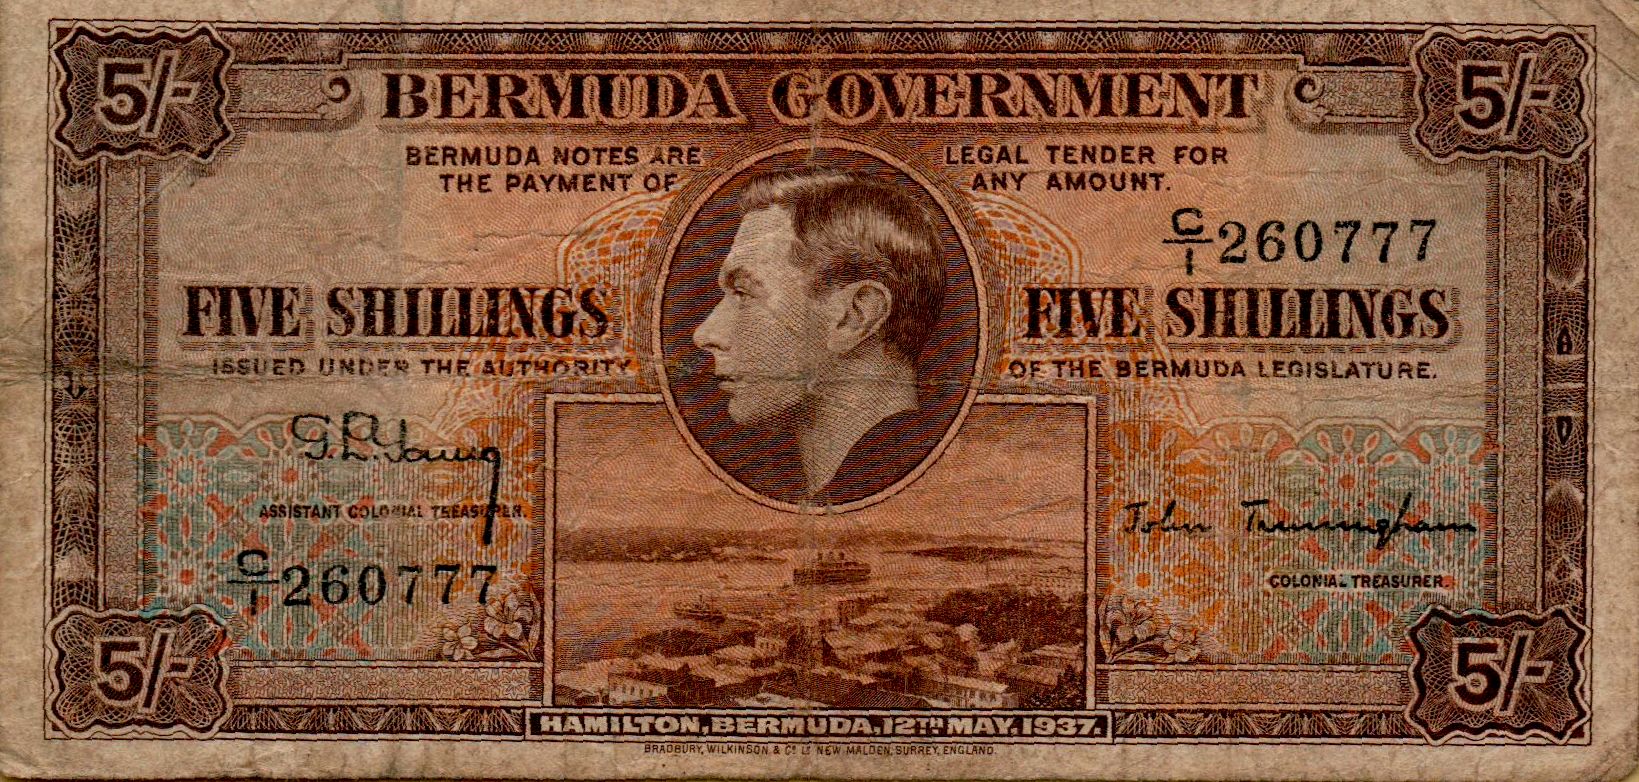 5/- BERMUDA GOVERNMENT 5/-
BERMUDA NOTES ARE LEGAL TENDER FOR
THE PAYMENT OF ANY AMOUNT.
C/1 260777
FIVE SHILLINGS FIVE SHILLINGS
ISSUED UNDER THE AUTHORITY OF THE BERMUDA LEGISLATURE.
ASSISTANT COLONIAL TREASURER.
John
C/1 260777
COLONIAL TREASURER.
5/- 5/-
HAMILTON, BERMUDA, 12TH MAY, 1937.
BRADBURY, WILKINSON & Co. Ld. NEW MALDEN, SURREY, ENGLAND.